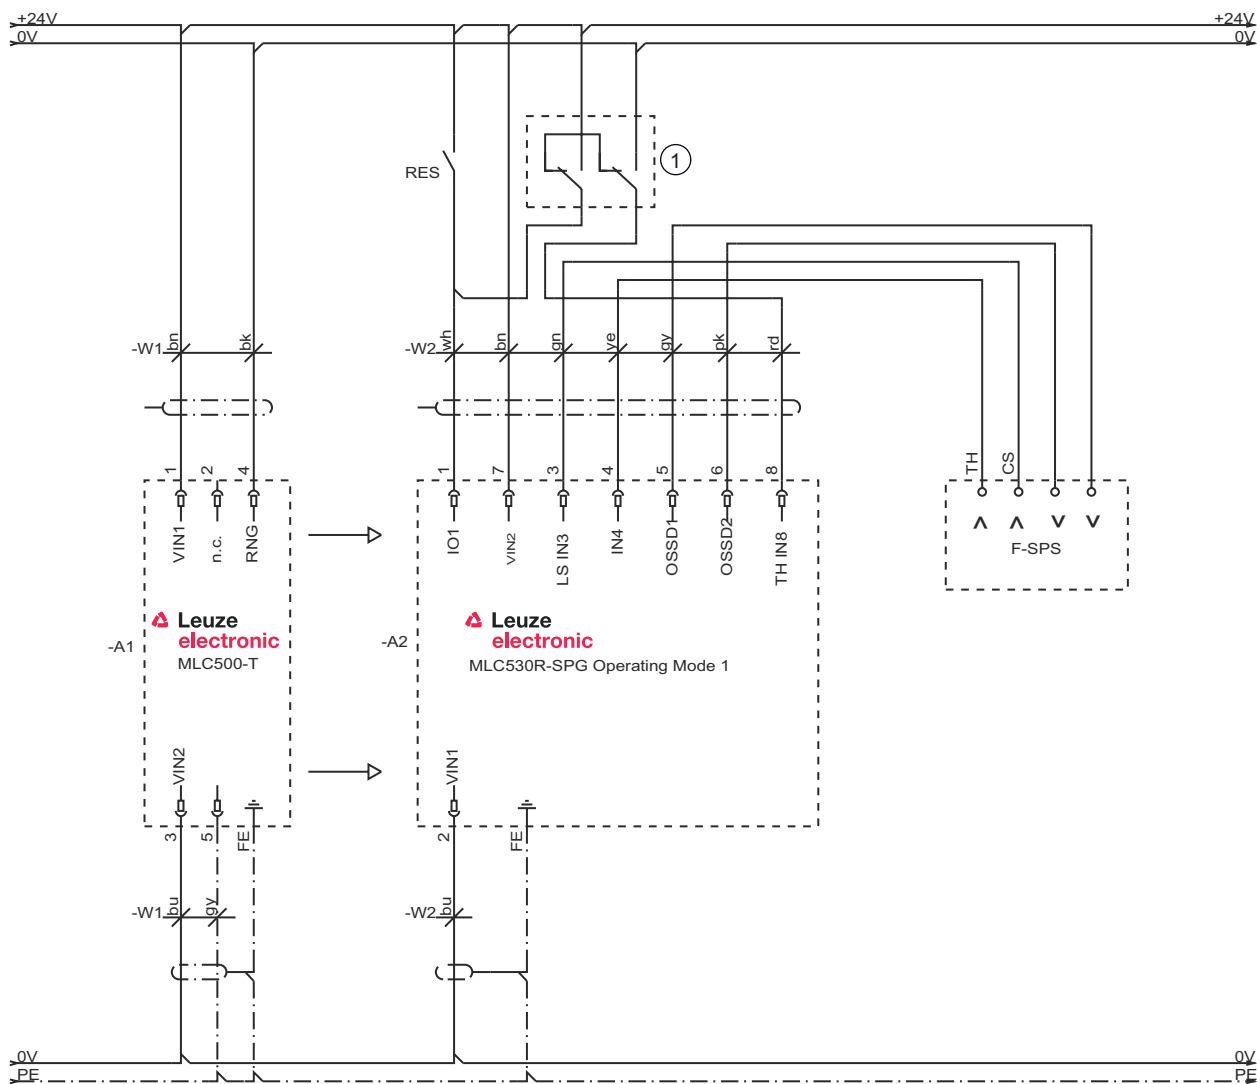 +24V
+24V
0V
0V
1
RES
-W1
bn
bk
-W2
wh
bn
gn
ye
gy
pk
rd
1
2
4
1
7
3
4
5
6
8
TH
CS
VIN1
n.c.
RNG
IO1
VIN2
LS IN3
IN4
OSSD1
OSSD2
TH IN8
F-SPS
-A1
Leuze
electronic
MLC500-T
-A2
Leuze
electronic
MLC530R-SPG Operating Mode 1
VIN2
VIN1
3
5
FE
2
FE
-W1
bu
gy
-W2
bu
0V
0V
PE
PE